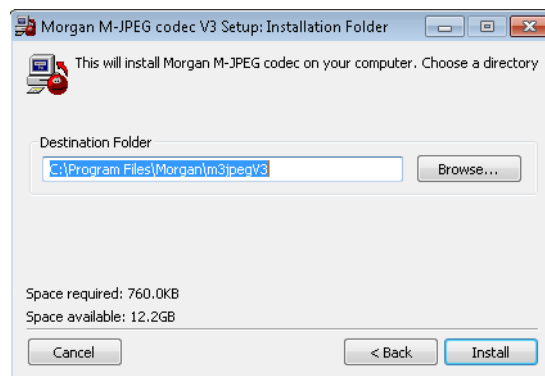 Morgan M-JPEG codec V3 Setup: Installation Folder
This will install Morgan M-JPEG codec on your computer. Choose a directory
Destination Folder
C:\Program Files\Morgan\m3jpegV3
Browse...
Space required: 760.0KB
Space available: 12.2GB
Cancel
< Back
Install